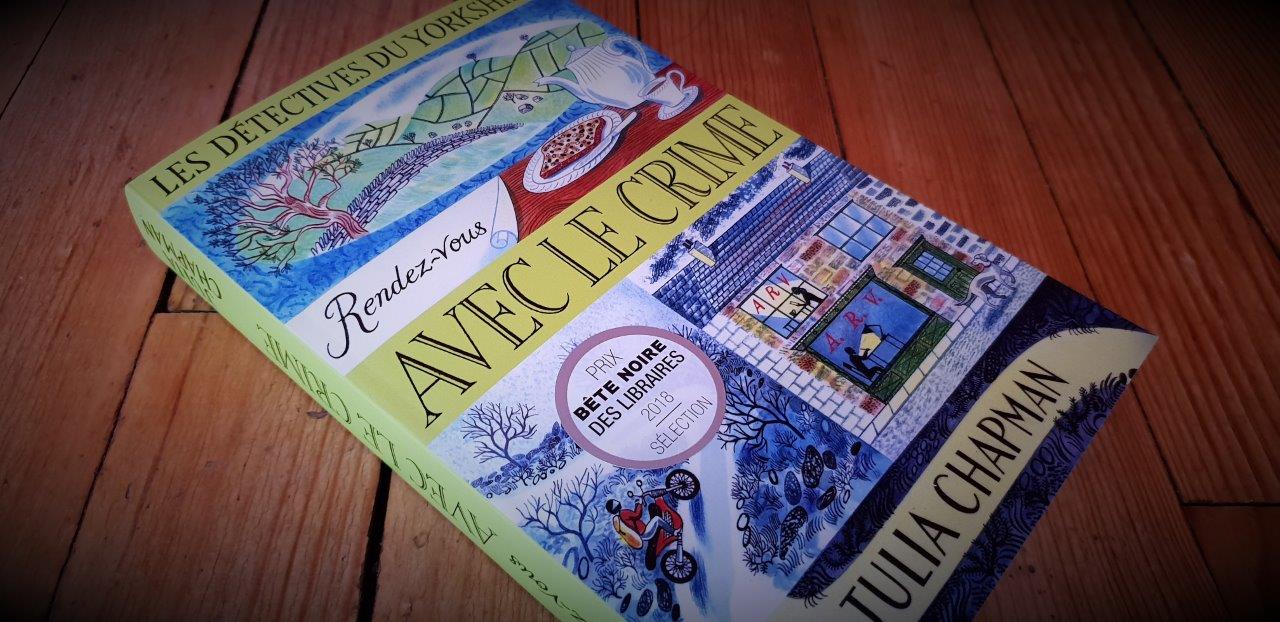 LES DÉTECTIVES DU YORKSHIRE
Rendez-vous
AVEC LE CRIME
A R V
A. R. V.
PRIX
BÊTE NOIRE
DES LIBRAIRES
2018
SÉLECTION
JULIA CHAPMAN
CHAPMAN
AVEC LE CRIME